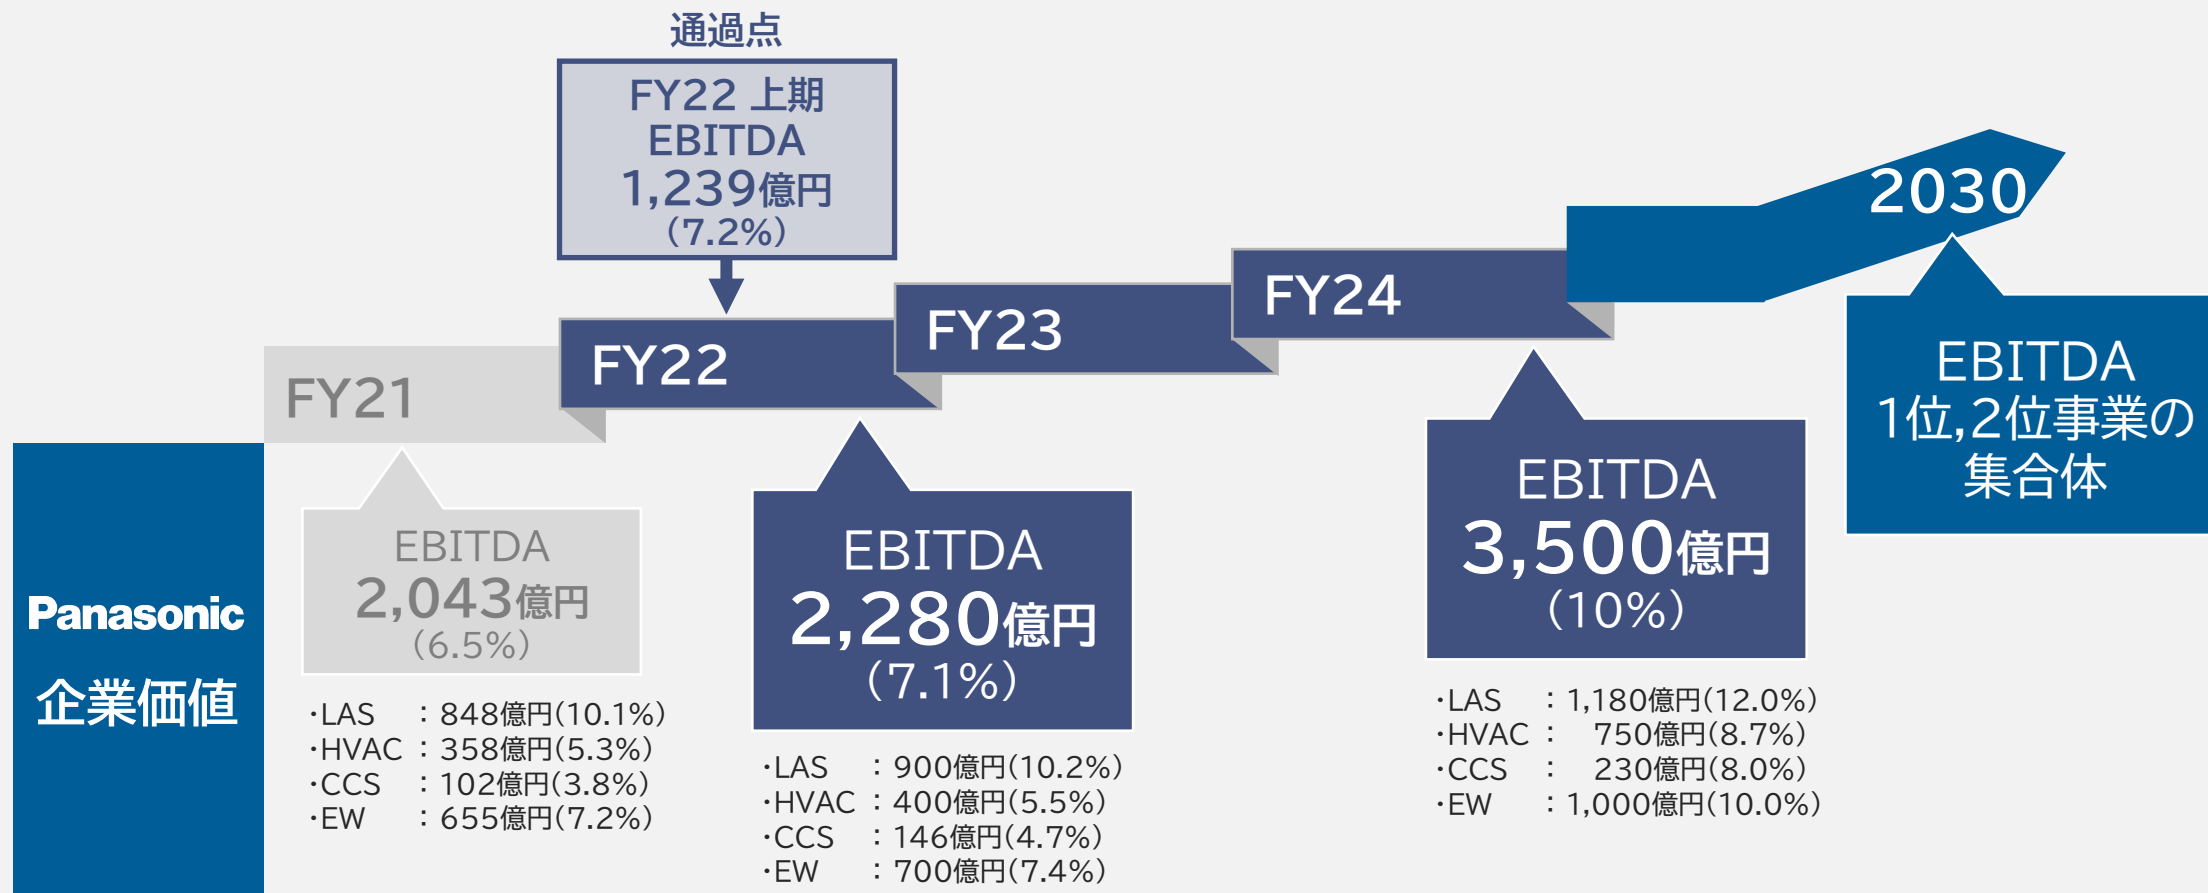 通過点
FY22 上期
EBITDA
1,239億円
(7.2%)
2030
FY24
FY23
FY22
FY21
EBITDA
1位,2位事業の
集合体
EBITDA
3,500億円
(10%)
EBITDA
2,280億円
(7.1%)
EBITDA
2,043億円
(6.5%)
Panasonic
企業価値
・LAS : 848億円(10.1%)
・HVAC : 358億円(5.3%)
・CCS : 102億円(3.8%)
・EW : 655億円(7.2%)
・LAS : 900億円(10.2%)
・HVAC : 400億円(5.5%)
・CCS : 146億円(4.7%)
・EW : 700億円(7.4%)
・LAS : 1,180億円(12.0%)
・HVAC : 750億円(8.7%)
・CCS : 230億円(8.0%)
・EW : 1,000億円(10.0%)